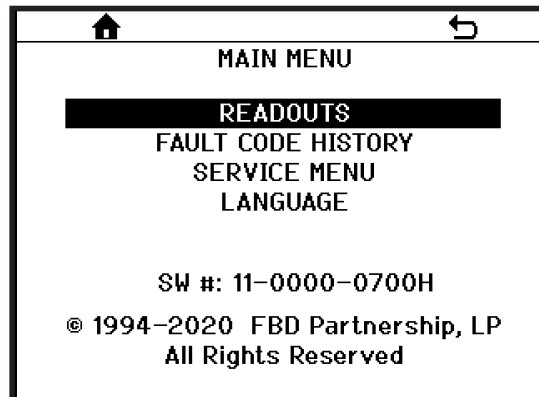 MAIN MENU
READOUTS
FAULT CODE HISTORY
SERVICE MENU
LANGUAGE
SW #: 11-0000-0700H
© 1994-2020 FBD Partnership, LP
All Rights Reserved